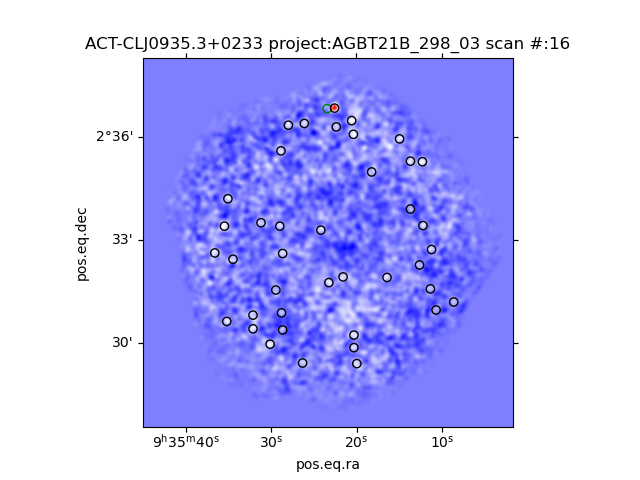 ACT-CLJ0935.3+0233 project:AGBT21B_298_03 scan #:16
2°36'
33'
30'
pos.eq.dec
9ʰ35ᵐ40ˢ 30ˢ 20ˢ 10ˢ
pos.eq.ra